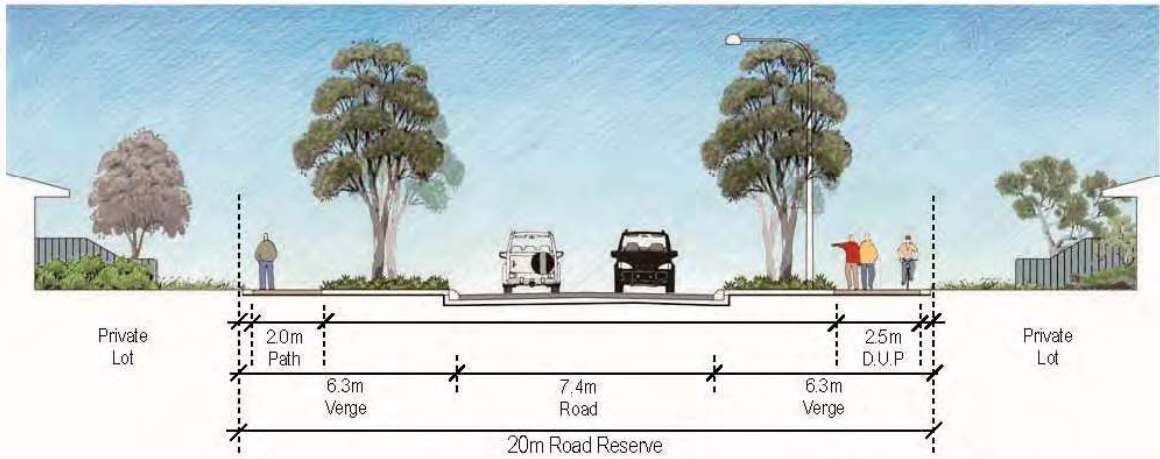 Private
Lot
2.0m
Path
2.5m
D.U.P
Private
Lot
6.3m
Verge
7.4m
Road
6.3m
Verge
20m Road Reserve